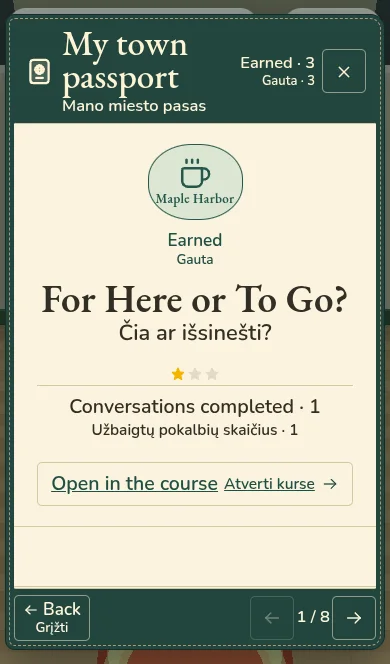 My town
passport
Mano miesto pasas
Earned · 3
Gauta · 3
Maple Harbor
Earned
Gauta
For Here or To Go?
Čia ar išsinešti?
Conversations completed · 1
Užbaigtų pokalbių skaičius · 1
Open in the course Atverti kurse →
← Back
Grįžti
← 1 / 8 →